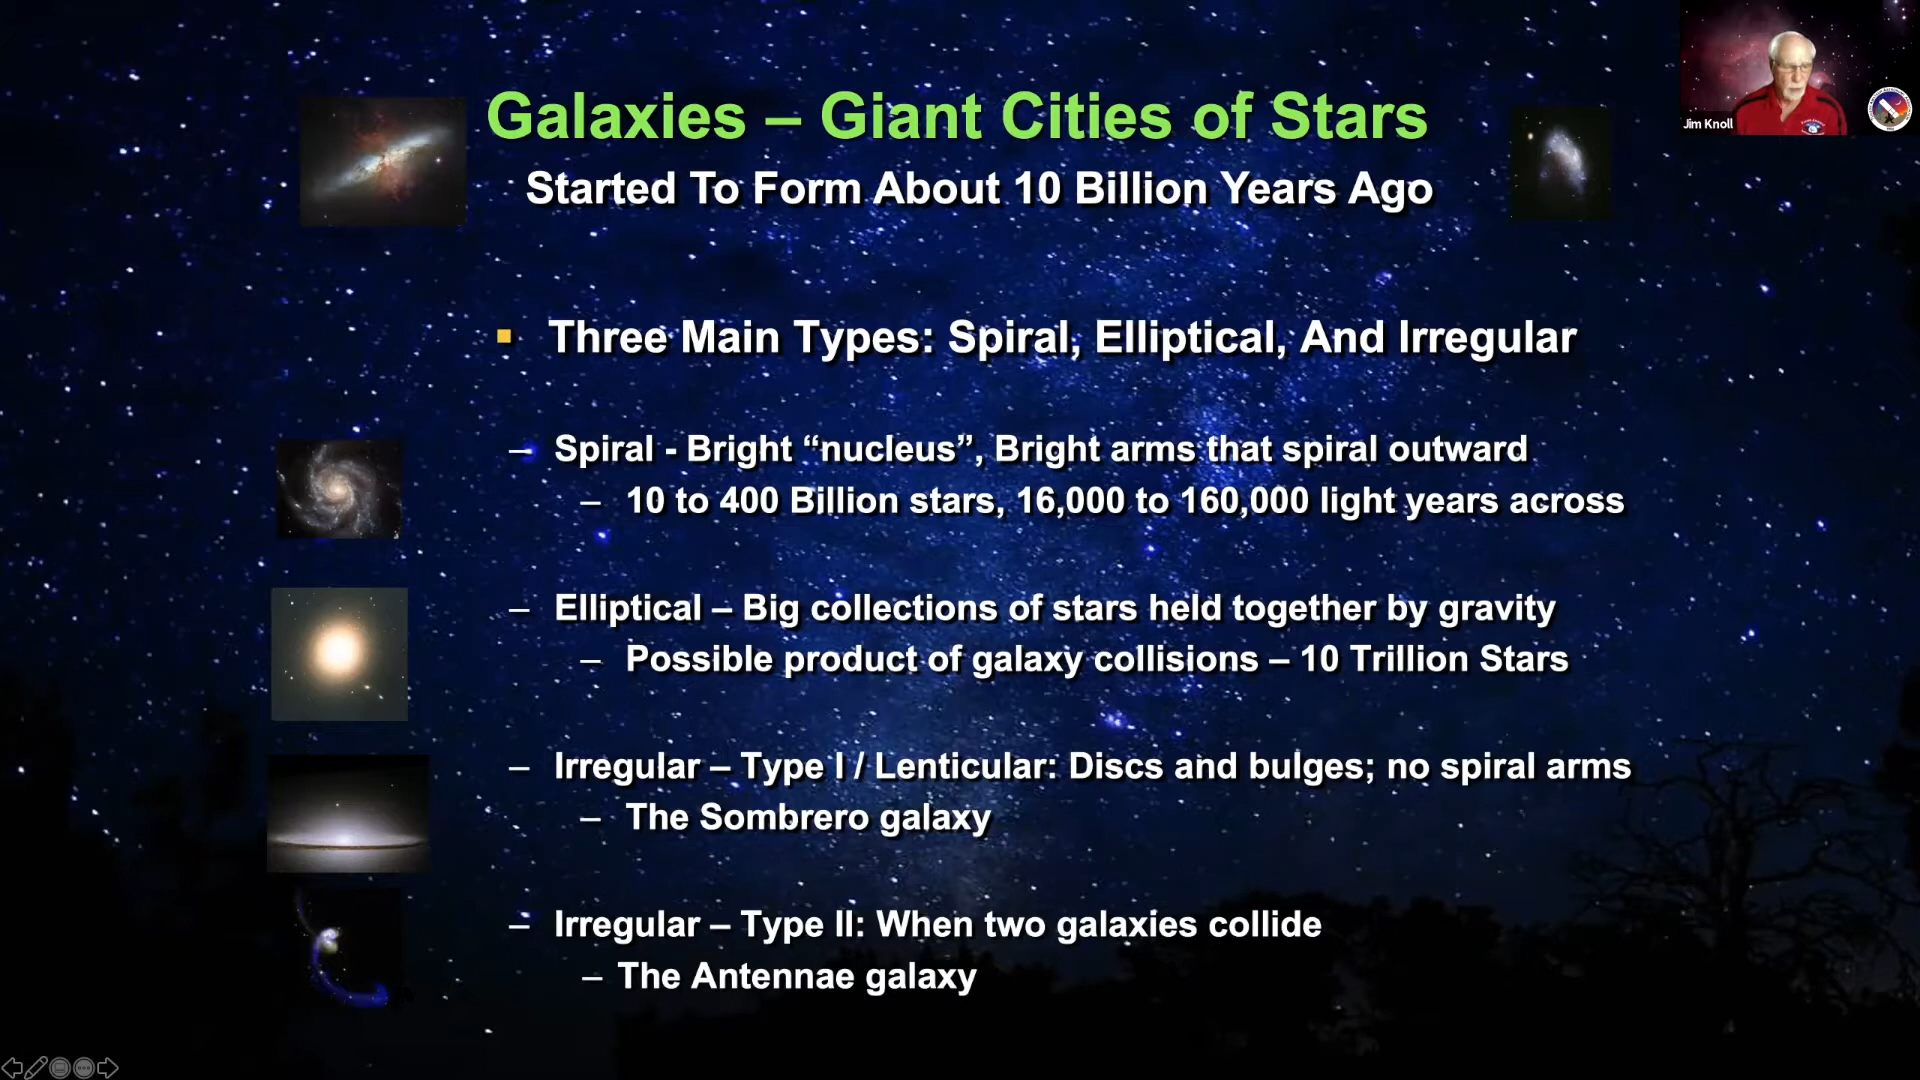 Galaxies – Giant Cities of Stars
Started To Form About 10 Billion Years Ago
Jim Knoll
Three Main Types: Spiral, Elliptical, And Irregular
– Spiral - Bright “nucleus”, Bright arms that spiral outward
– 10 to 400 Billion stars, 16,000 to 160,000 light years across
– Elliptical – Big collections of stars held together by gravity
– Possible product of galaxy collisions – 10 Trillion Stars
– Irregular – Type I / Lenticular: Discs and bulges; no spiral arms
– The Sombrero galaxy
– Irregular – Type II: When two galaxies collide
– The Antennae galaxy